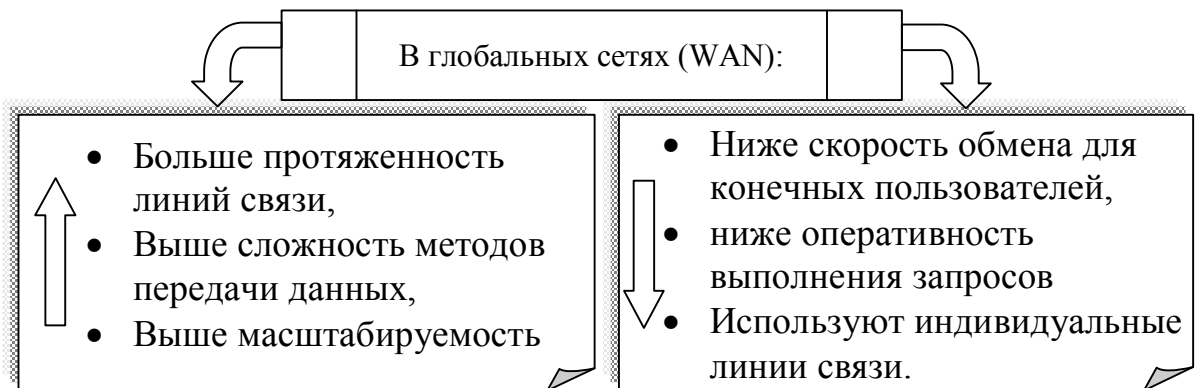 В глобальных сетях (WAN):
• Больше протяженность
линий связи,
• Выше сложность методов
передачи данных,
• Выше масштабируемость
• Ниже скорость обмена для
конечных пользователей,
• ниже оперативность
выполнения запросов
• Используют индивидуальные
линии связи.